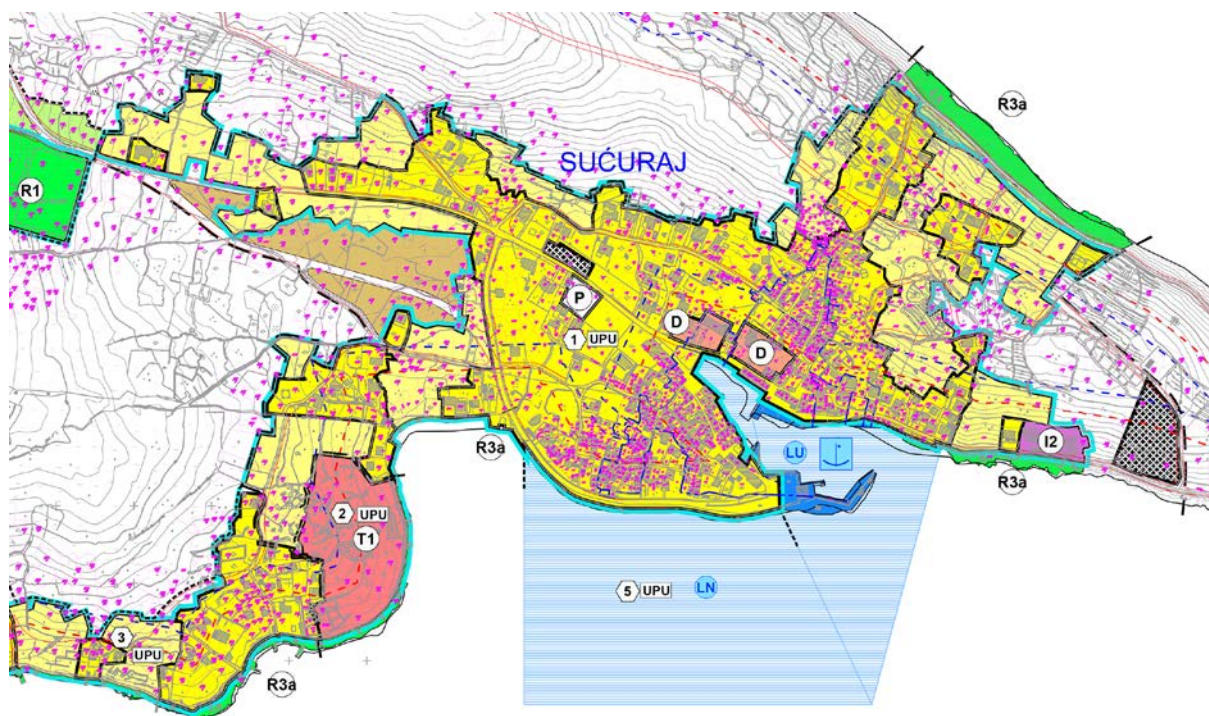 R3a
SUĆURAJ
R1
P
D
1 UPU
D
R3a
I2
LU
R3a
2 UPU
T1
5 UPU
LN
3
UPU
R3a